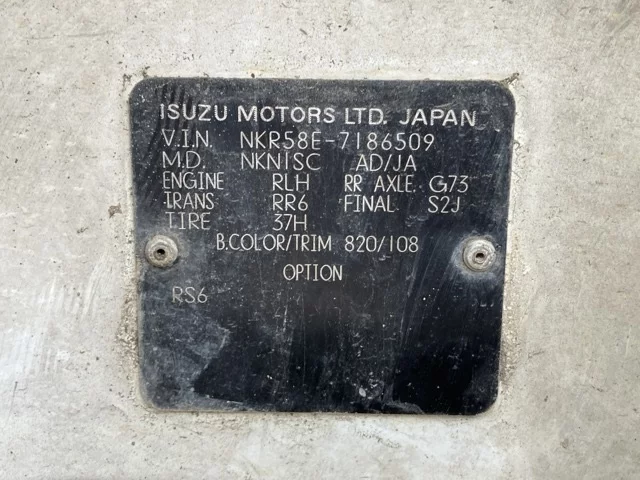 ISUZU MOTORS LTD. JAPAN
V.I.N. NKR58E-7186509
M.D. NKN1SC AD/JA
ENGINE RLH RR AXLE G73
TRANS RR6 FINAL S2J
TIRE 37H
B.COLOR/TRIM 820/108
OPTION
RS6